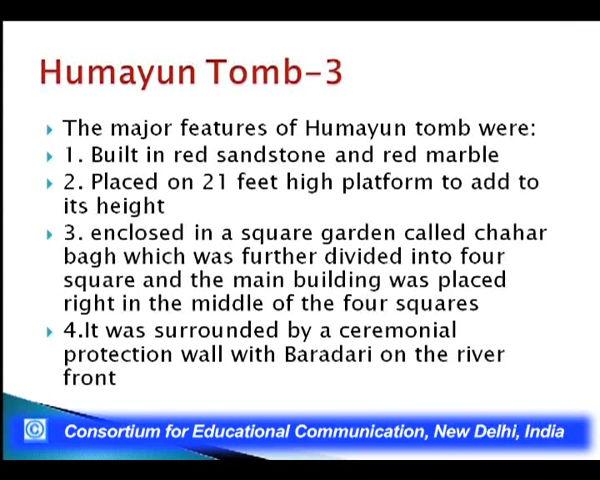 Humayun Tomb-3
The major features of Humayun tomb were:
1. Built in red sandstone and red marble
2. Placed on 21 feet high platform to add to
its height
3. enclosed in a square garden called chahar
bagh which was further divided into four
square and the main building was placed
right in the middle of the four squares
4.It was surrounded by a ceremonial
protection wall with Baradari on the river
front
© Consortium for Educational Communication, New Delhi, India